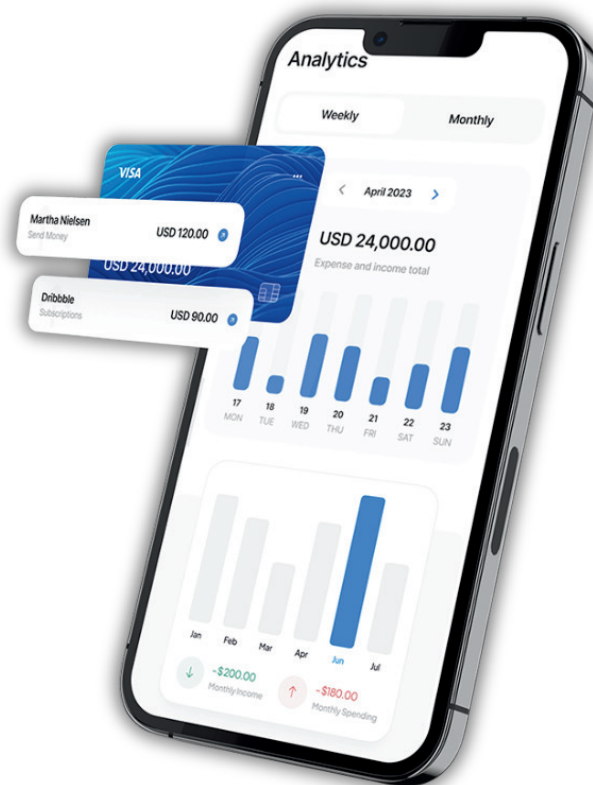 Analytics
Weekly
Monthly
April 2023
USD 24,000.00
Expense and income total
VISA
Martha Nielsen
Send Money
USD 120.00
USD 24,000.00
Dribbble
Subscriptions
USD 90.00
17 18 19 20 21 22 23
MON TUE WED THU FRI SAT SUN
Jan Feb Mar Apr Jun Jul
-$200.00
Monthly Income
-$180.00
Monthly Spending